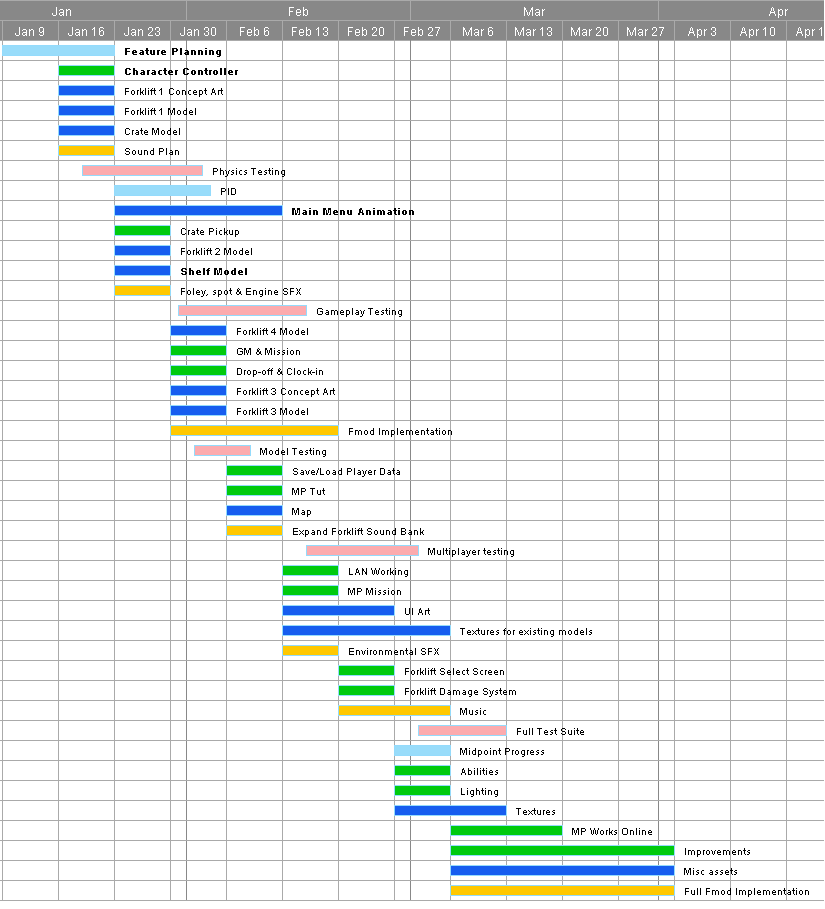 Jan Feb Mar Apr
Jan 9 Jan 16 Jan 23 Jan 30 Feb 6 Feb 13 Feb 20 Feb 27 Mar 6 Mar 13 Mar 20 Mar 27 Apr 3 Apr 10 Apr 1
Feature Planning
Character Controller
Forklift 1 Concept Art
Forklift 1 Model
Crate Model
Sound Plan
Physics Testing
PID
Main Menu Animation
Crate Pickup
Forklift 2 Model
Shelf Model
Foley, spot & Engine SFX
Gameplay Testing
Forklift 4 Model
GM & Mission
Drop-off & Clock-in
Forklift 3 Concept Art
Forklift 3 Model
Fmod Implementation
Model Testing
Save/Load Player Data
MP Tut
Map
Expand Forklift Sound Bank
Multiplayer testing
LAN Working
MP Mission
UI Art
Textures for existing models
Environmental SFX
Forklift Select Screen
Forklift Damage System
Music
Full Test Suite
Midpoint Progress
Abilities
Lighting
Textures
MP Works Online
Improvements
Misc assets
Full Fmod Implementation